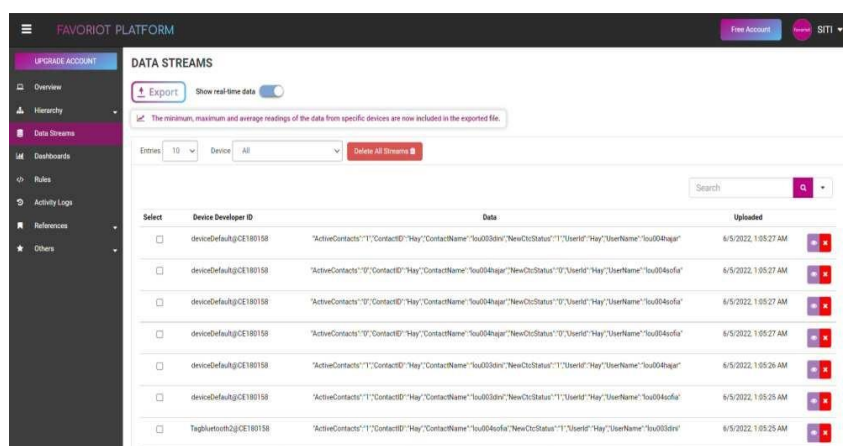 FAVORIOT PLATFORM
Free Account
SITI
UPGRADE ACCOUNT
Overview
Hierarchy
Data Streams
Dashboards
Rules
Activity Logs
References
Others
DATA STREAMS
Export
Show real-time data
The minimum, maximum and average readings of the data from specific devices are now included in the exported file.
Entries 10 Device All Delete All Streams
Search
Select Device Developer ID Data Uploaded
deviceDefault@CE180158 "ActiveContacts":"1","ContactID":"Hay","ContactName":"lou003dini","NewCtcStatus":"1","UserId":"Hay","UserName":"lou004hajar" 6/5/2022, 1:05:27 AM
deviceDefault@CE180158 "ActiveContacts":"0","ContactID":"Hay","ContactName":"lou004hajar","NewCtcStatus":"0","UserId":"Hay","UserName":"lou004sofia" 6/5/2022, 1:05:27 AM
deviceDefault@CE180158 "ActiveContacts":"0","ContactID":"Hay","ContactName":"lou004hajar","NewCtcStatus":"0","UserId":"Hay","UserName":"lou004sofia" 6/5/2022, 1:05:27 AM
deviceDefault@CE180158 "ActiveContacts":"0","ContactID":"Hay","ContactName":"lou004hajar","NewCtcStatus":"0","UserId":"Hay","UserName":"lou004sofia" 6/5/2022, 1:05:27 AM
deviceDefault@CE180158 "ActiveContacts":"1","ContactID":"Hay","ContactName":"lou003dini","NewCtcStatus":"1","UserId":"Hay","UserName":"lou004hajar" 6/5/2022, 1:05:26 AM
deviceDefault@CE180158 "ActiveContacts":"1","ContactID":"Hay","ContactName":"lou003dini","NewCtcStatus":"1","UserId":"Hay","UserName":"lou004sofia" 6/5/2022, 1:05:25 AM
Tagbluetooth2@CE180158 "ActiveContacts":"1","ContactID":"Hay","ContactName":"lou004sofia","NewCtcStatus":"1","UserId":"Hay","UserName":"lou003dini" 6/5/2022, 1:05:25 AM